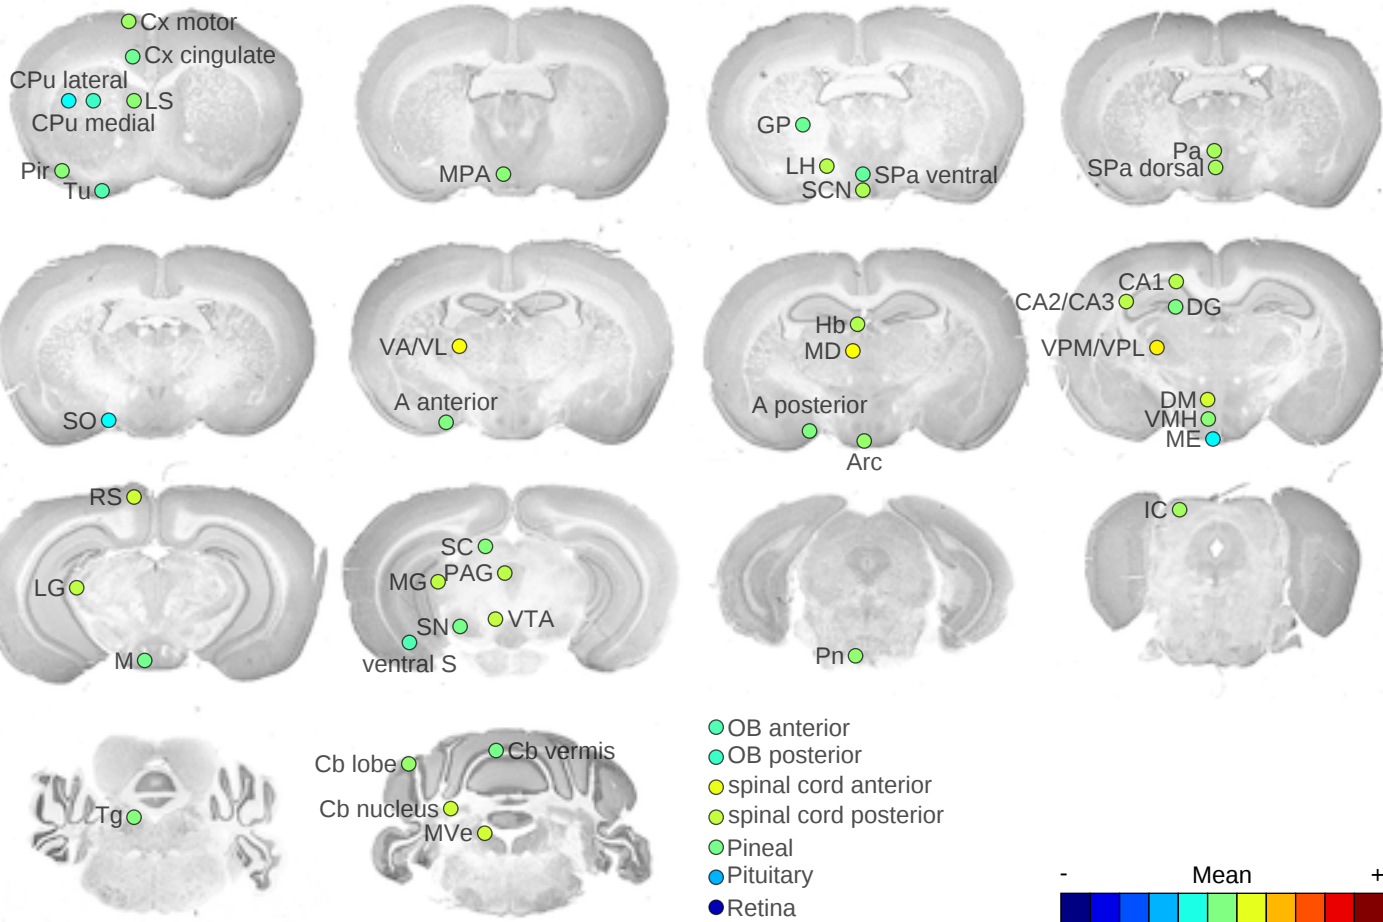 Cx motor
Cx cingulate
CPu lateral
LS
CPu medial
Pir
Tu
MPA
GP
LH
SPa ventral
SCN
Pa
SPa dorsal
SO
VA/VL
A anterior
Hb
MD
A posterior
Arc
CA1
CA2/CA3
DG
VPM/VPL
DM
VMH
ME
RS
LG
M
SC
PAG
MG
VTA
SN
ventral S
Pn
IC
Tg
Cb vermis
Cb lobe
Cb nucleus
MVe
OB anterior
OB posterior
spinal cord anterior
spinal cord posterior
Pineal
Pituitary
Retina
- Mean +